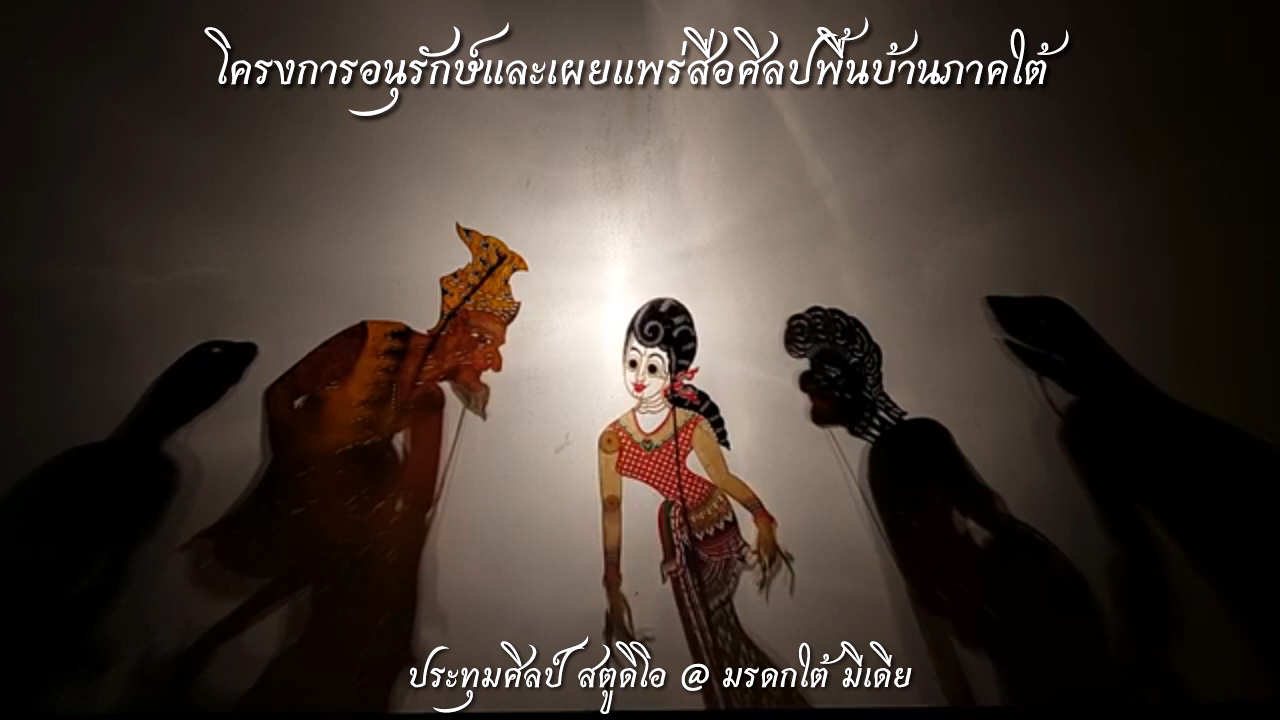 โครงการอนุรักษ์และเผยแพร่สื่อศิลปพื้นบ้านภาคใต้
ประทุมศิลป์ สตูดิโอ @ มรดกใต้ มีเดีย